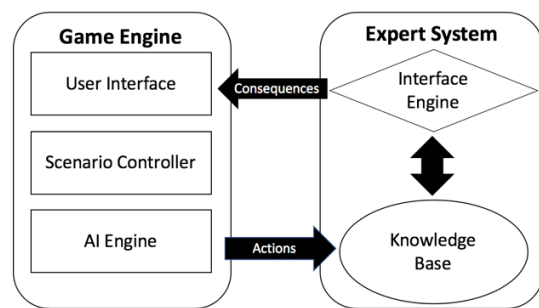 Game Engine
User Interface
Scenario Controller
AI Engine
Consequences
Actions
Expert System
Interface
Engine
Knowledge
Base